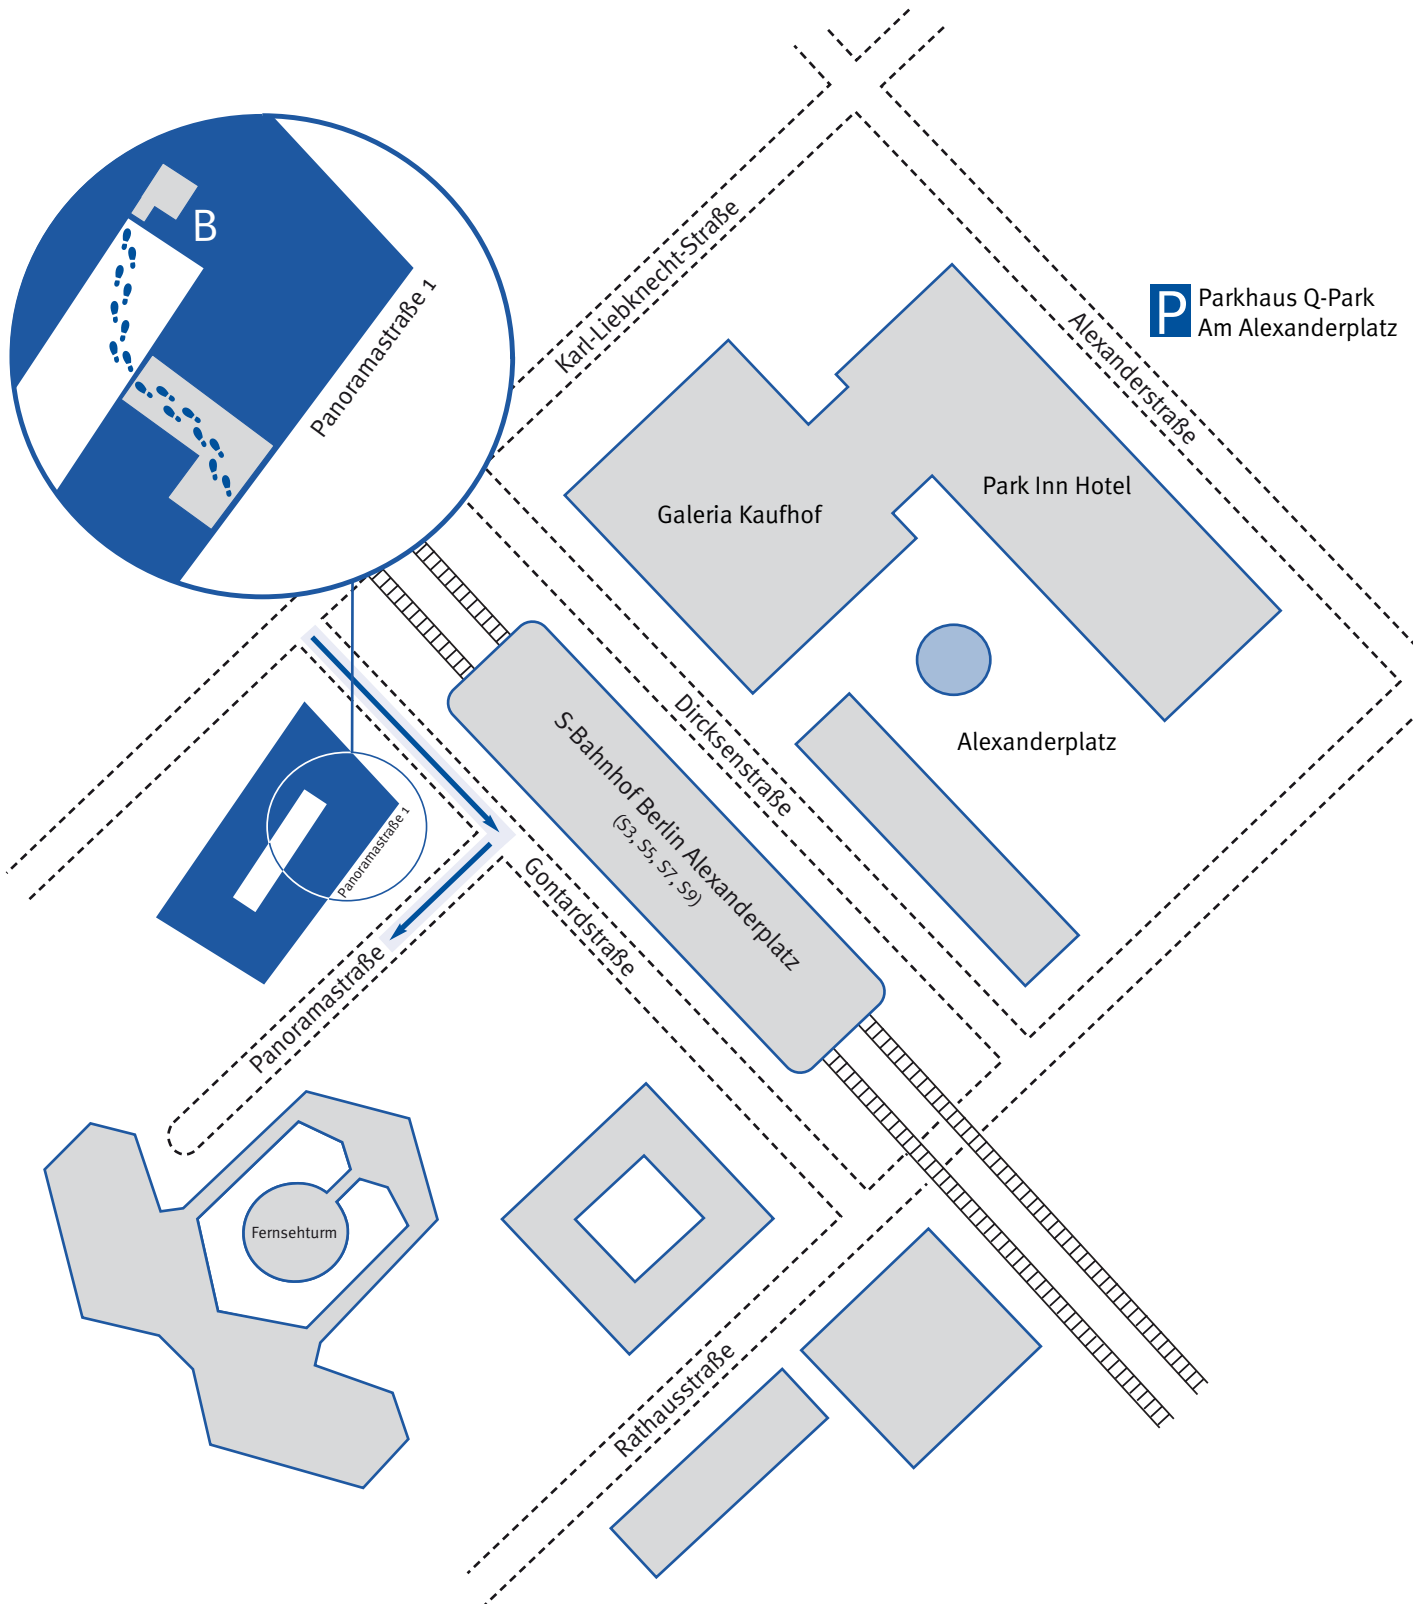 B
Panoramastraße 1
Karl-Liebknecht-Straße
P
Parkhaus Q-Park
Am Alexanderplatz
Alexanderstraße
Park Inn Hotel
Galeria Kaufhof
Dircksenstraße
Alexanderplatz
S-Bahnhof Berlin Alexanderplatz
(S3, S5, S7, S9)
Panoramastraße 1
Gontardstraße
Panoramastraße
Fernsehturm
Rathausstraße